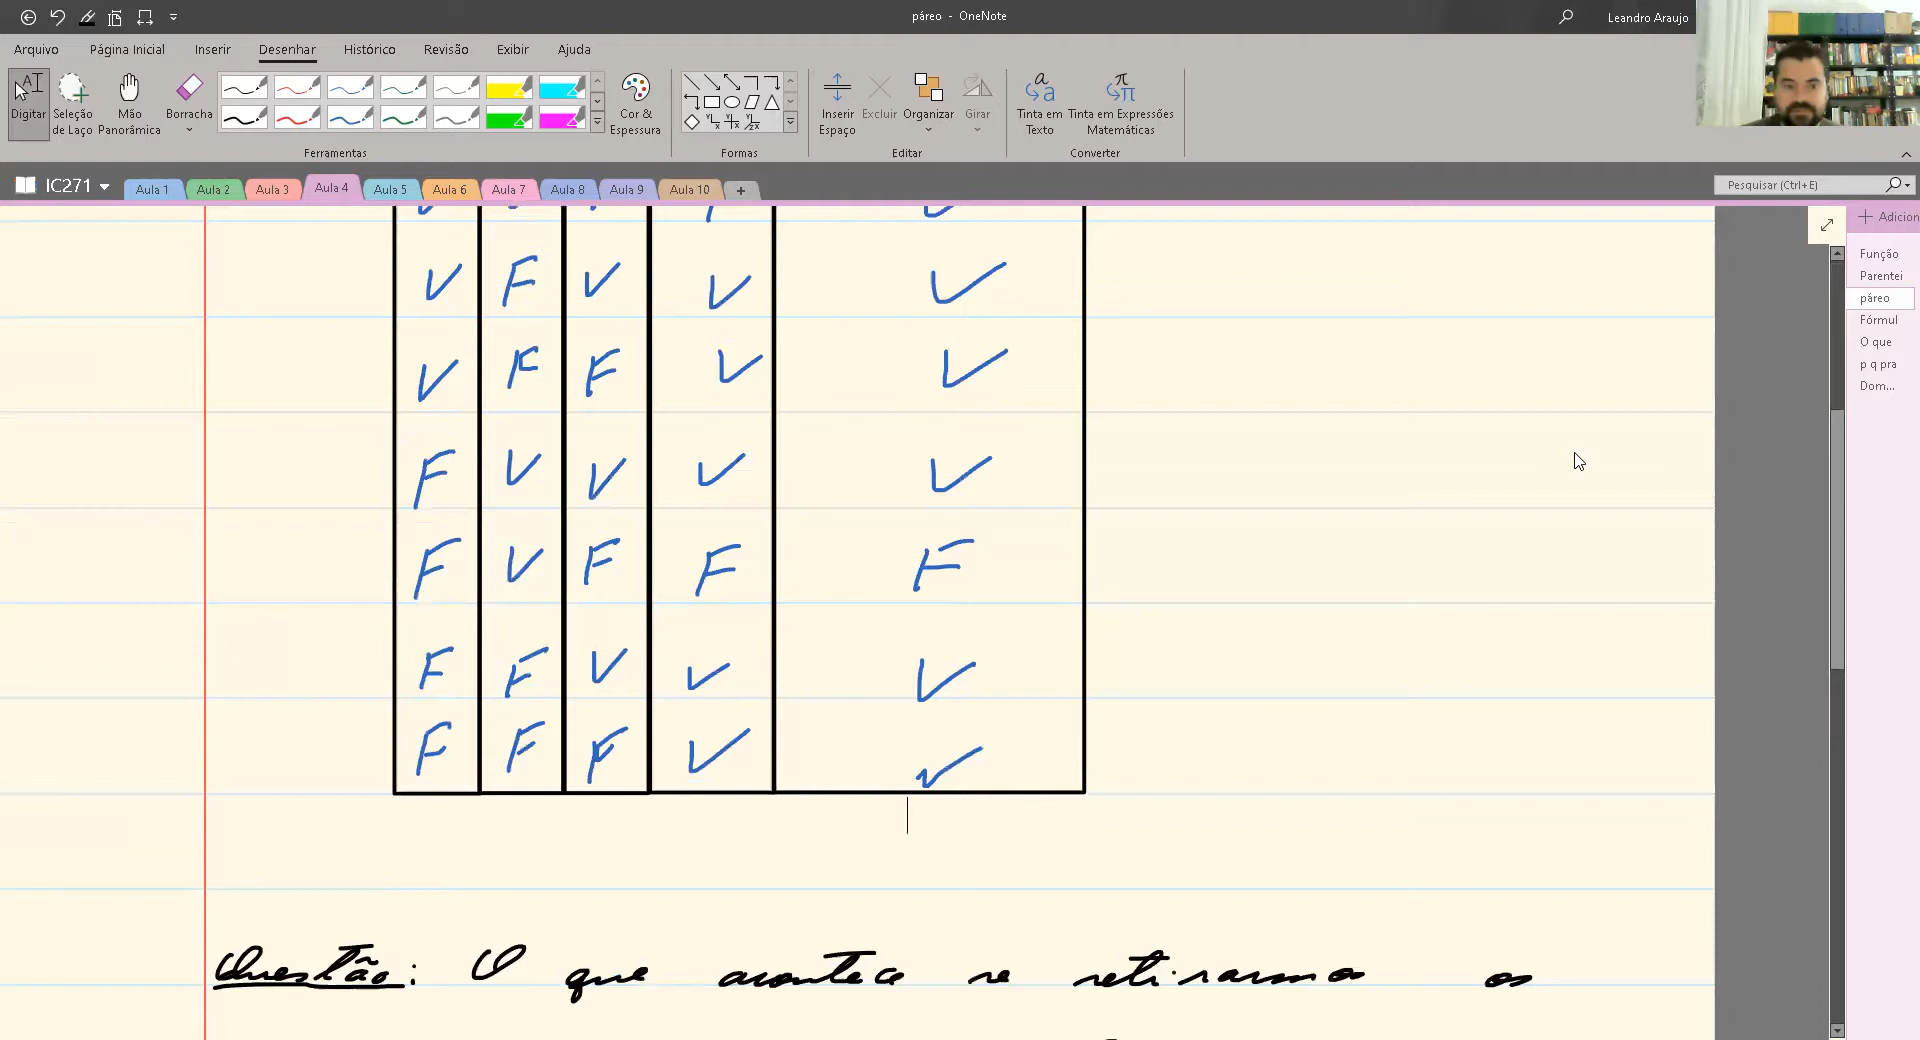 páreo - OneNote
Leandro Araujo
Arquivo Página Inicial Inserir Desenhar Histórico Revisão Exibir Ajuda
Digitar
Seleção de Laço
Mão Panorâmica
Borracha
Cor & Espessura
Inserir Espaço
Excluir
Organizar
Girar
Tinta em Texto
Tinta em Expressões Matemáticas
Ferramentas Formas Editar Converter
IC271 Aula 1 Aula 2 Aula 3 Aula 4 Aula 5 Aula 6 Aula 7 Aula 8 Aula 9 Aula 10
Pesquisar (Ctrl+E)
Adicion
Função
Parentei
páreo
Fórmul
O que
p q pra
Dom...
V F V V V
V F F V V
F V V V V
F V F F F
F F V V V
F F F V V
Questão: O que acontece se retirarmos os